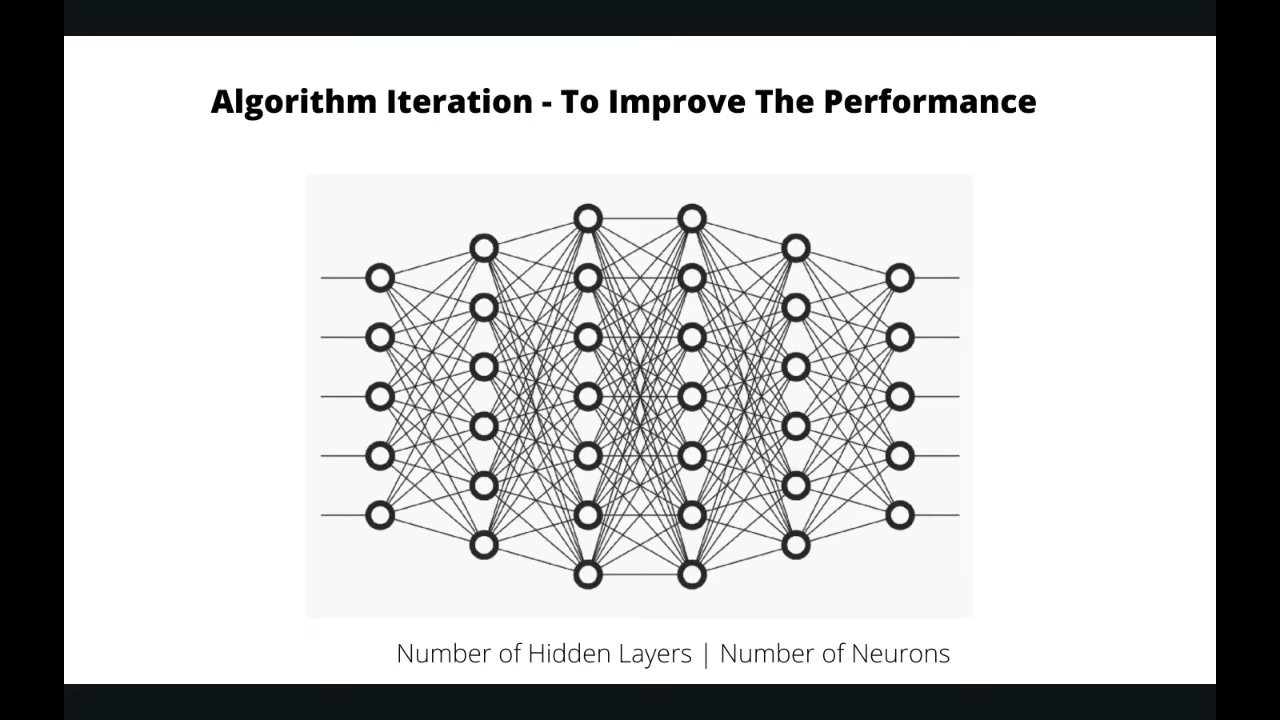 Algorithm Iteration - To Improve The Performance
Number of Hidden Layers | Number of Neurons